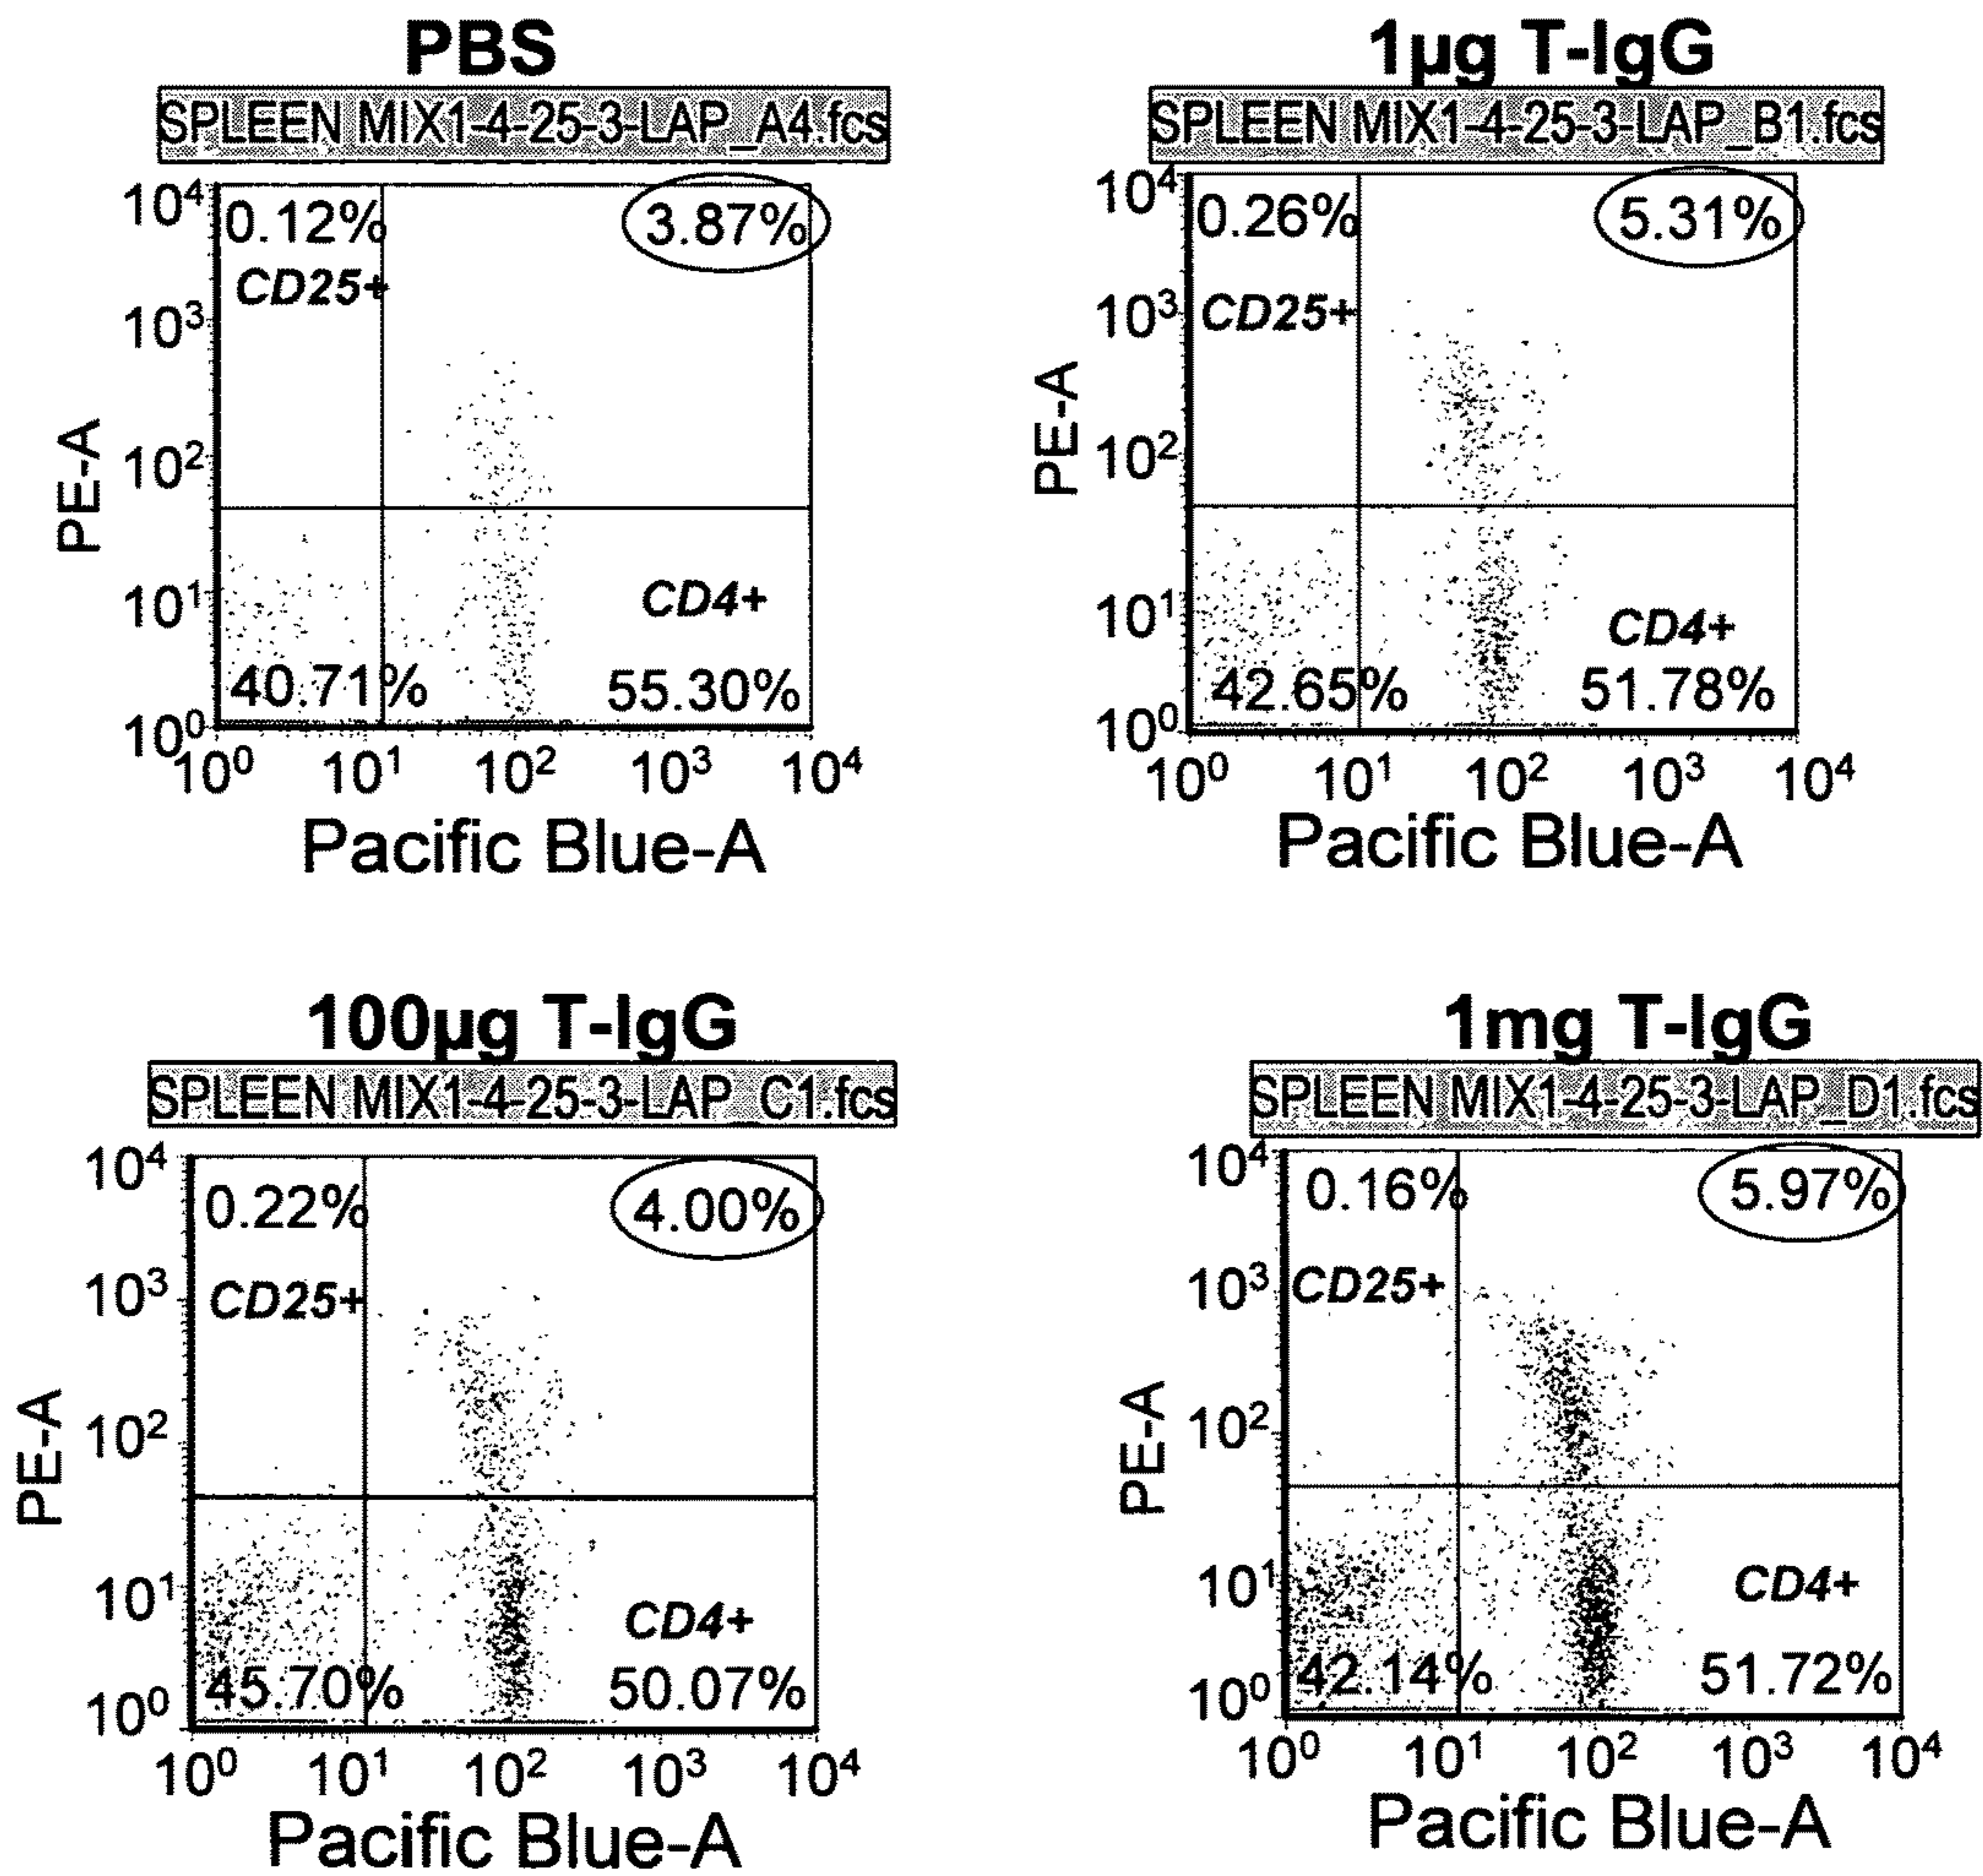 PBS
SPLEEN MIX1-4-25-3-LAP_A4.fcs
10⁴
0.12%
3.87%
CD25+
10³
PE-A
10²
10¹
CD4+
40.71%
55.30%
10⁰
10⁰ 10¹ 10² 10³ 10⁴
Pacific Blue-A
1µg T-IgG
SPLEEN MIX1-4-25-3-LAP_B1.fcs
10⁴
0.26%
5.31%
CD25+
10³
PE-A
10²
10¹
CD4+
42.65%
51.78%
10⁰
10⁰ 10¹ 10² 10³ 10⁴
Pacific Blue-A
100µg T-IgG
SPLEEN MIX1-4-25-3-LAP_C1.fcs
10⁴
0.22%
4.00%
CD25+
10³
PE-A
10²
10¹
CD4+
45.70%
50.07%
10⁰
10⁰ 10¹ 10² 10³ 10⁴
Pacific Blue-A
1mg T-IgG
SPLEEN MIX1-4-25-3-LAP_D1.fcs
10⁴
0.16%
5.97%
CD25+
10³
PE-A
10²
10¹
CD4+
42.14%
51.72%
10⁰
10⁰ 10¹ 10² 10³ 10⁴
Pacific Blue-A